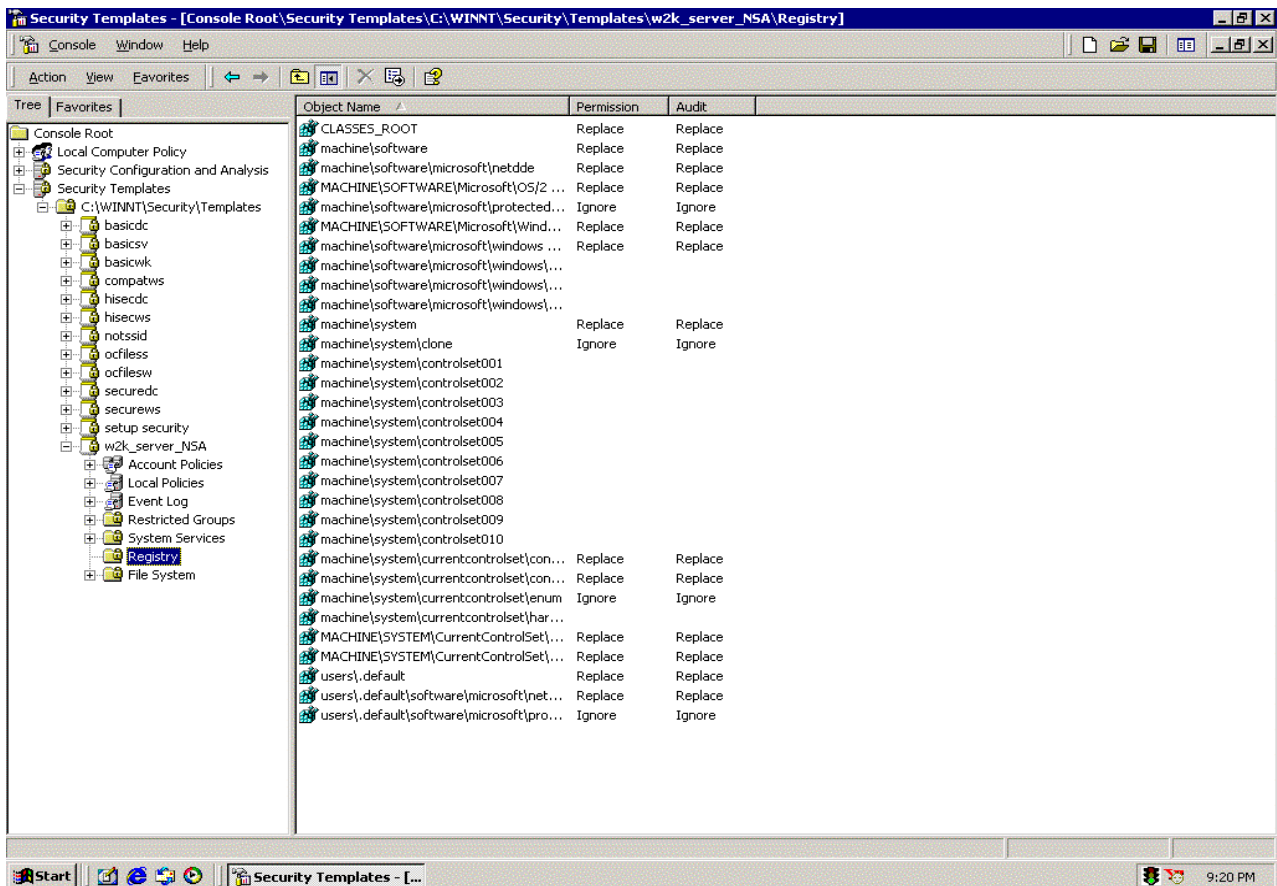 Security Templates - [Console Root\Security Templates\C:\WINNT\Security\Templates\w2k_server_NSA\Registry]
Console Window Help
Action View Favorites
Tree Favorites
Console Root
Local Computer Policy
Security Configuration and Analysis
Security Templates
C:\WINNT\Security\Templates
basicdc
basicsv
basicwk
compatws
hisecdc
hisecws
notssid
ocfiless
ocfilesw
securedc
securews
setup security
w2k_server_NSA
Account Policies
Local Policies
Event Log
Restricted Groups
System Services
Registry
File System
Object Name Permission Audit
CLASSES_ROOT Replace Replace
machine\software Replace Replace
machine\software\microsoft\netdde Replace Replace
MACHINE\SOFTWARE\Microsoft\OS/2 ... Replace Replace
machine\software\microsoft\protected... Ignore Ignore
MACHINE\SOFTWARE\Microsoft\Wind... Replace Replace
machine\software\microsoft\windows ... Replace Replace
machine\software\microsoft\windows\...
machine\software\microsoft\windows\...
machine\software\microsoft\windows\...
machine\system Replace Replace
machine\system\clone Ignore Ignore
machine\system\controlset001
machine\system\controlset002
machine\system\controlset003
machine\system\controlset004
machine\system\controlset005
machine\system\controlset006
machine\system\controlset007
machine\system\controlset008
machine\system\controlset009
machine\system\controlset010
machine\system\currentcontrolset\con... Replace Replace
machine\system\currentcontrolset\con... Replace Replace
machine\system\currentcontrolset\enum Ignore Ignore
machine\system\currentcontrolset\har...
MACHINE\SYSTEM\CurrentControlSet\... Replace Replace
MACHINE\SYSTEM\CurrentControlSet\... Replace Replace
users\.default Replace Replace
users\.default\software\microsoft\net... Replace Replace
users\.default\software\microsoft\pro... Ignore Ignore
Start Security Templates - [... 9:20 PM